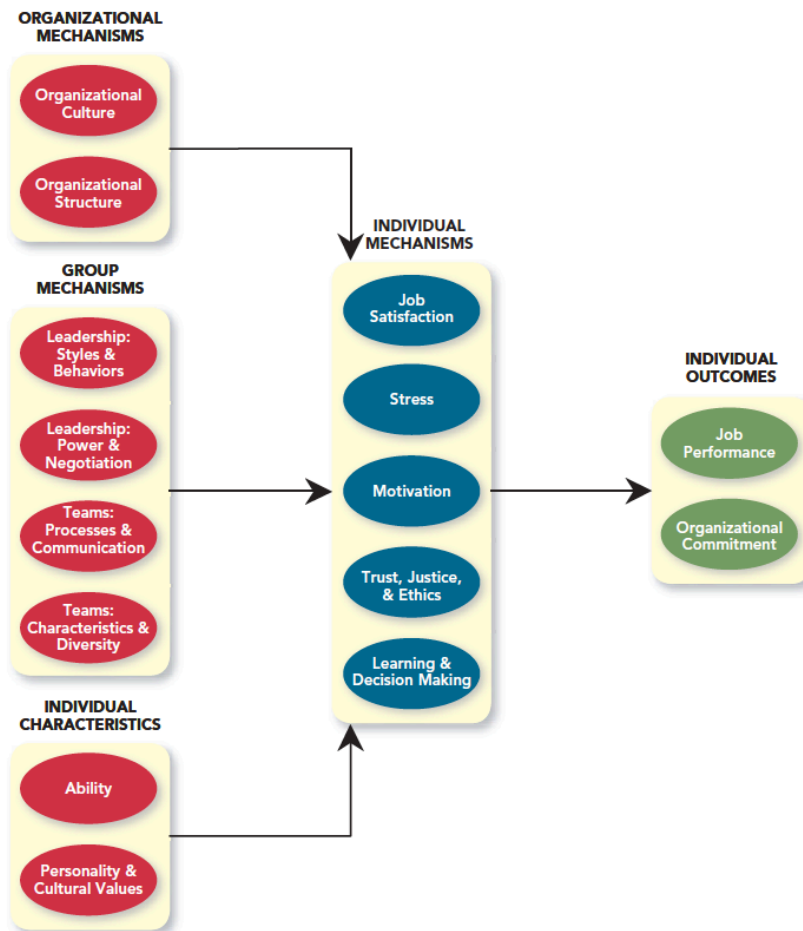 ORGANIZATIONAL
MECHANISMS
Organizational
Culture
Organizational
Structure
GROUP
MECHANISMS
Leadership:
Styles &
Behaviors
Leadership:
Power &
Negotiation
Teams:
Processes &
Communication
Teams:
Characteristics &
Diversity
INDIVIDUAL
CHARACTERISTICS
Ability
Personality &
Cultural Values
INDIVIDUAL
MECHANISMS
Job
Satisfaction
Stress
Motivation
Trust, Justice,
& Ethics
Learning &
Decision Making
INDIVIDUAL
OUTCOMES
Job
Performance
Organizational
Commitment